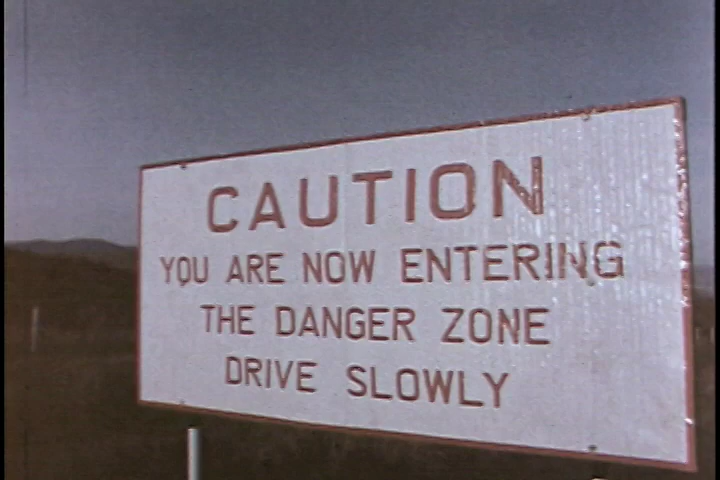 CAUTION
YOU ARE NOW ENTERING
THE DANGER ZONE
DRIVE SLOWLY